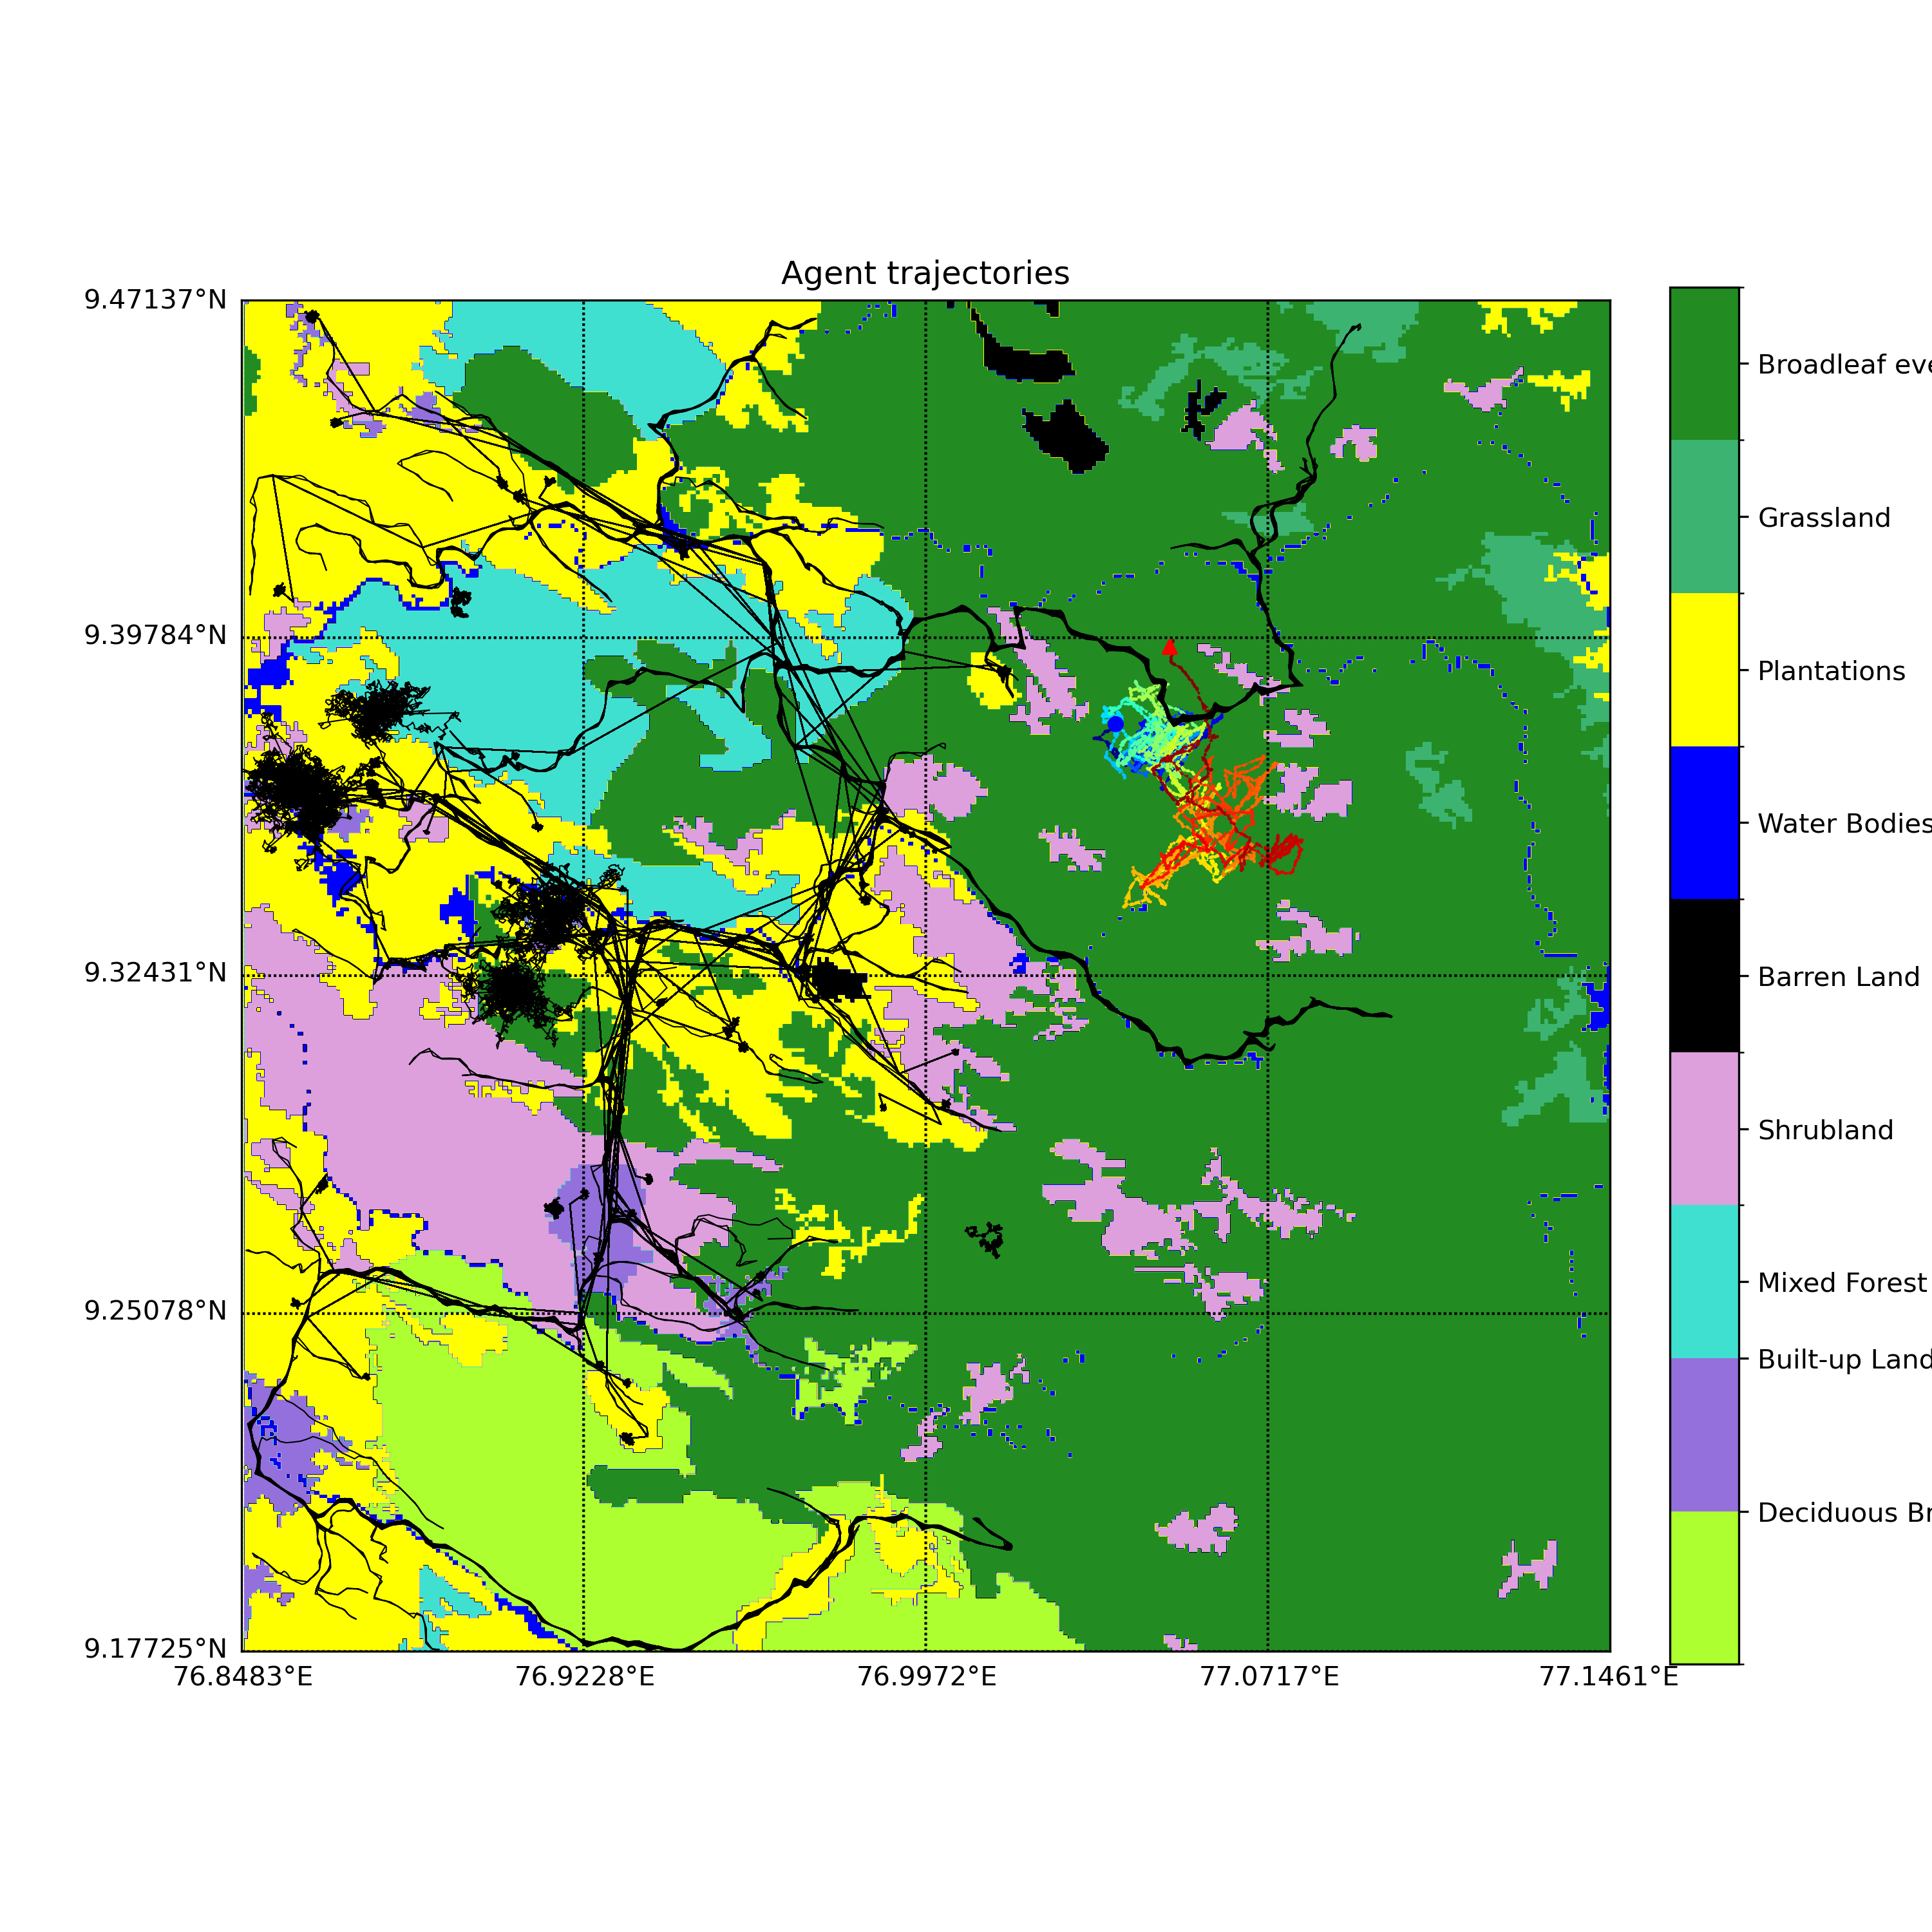 Agent trajectories
9.47137°N
9.39784°N
9.32431°N
9.25078°N
9.17725°N
76.8483°E
76.9228°E
76.9972°E
77.0717°E
77.1461°E
Broadleaf eve
Grassland
Plantations
Water Bodies
Barren Land
Shrubland
Mixed Forest
Built-up Land
Deciduous Br